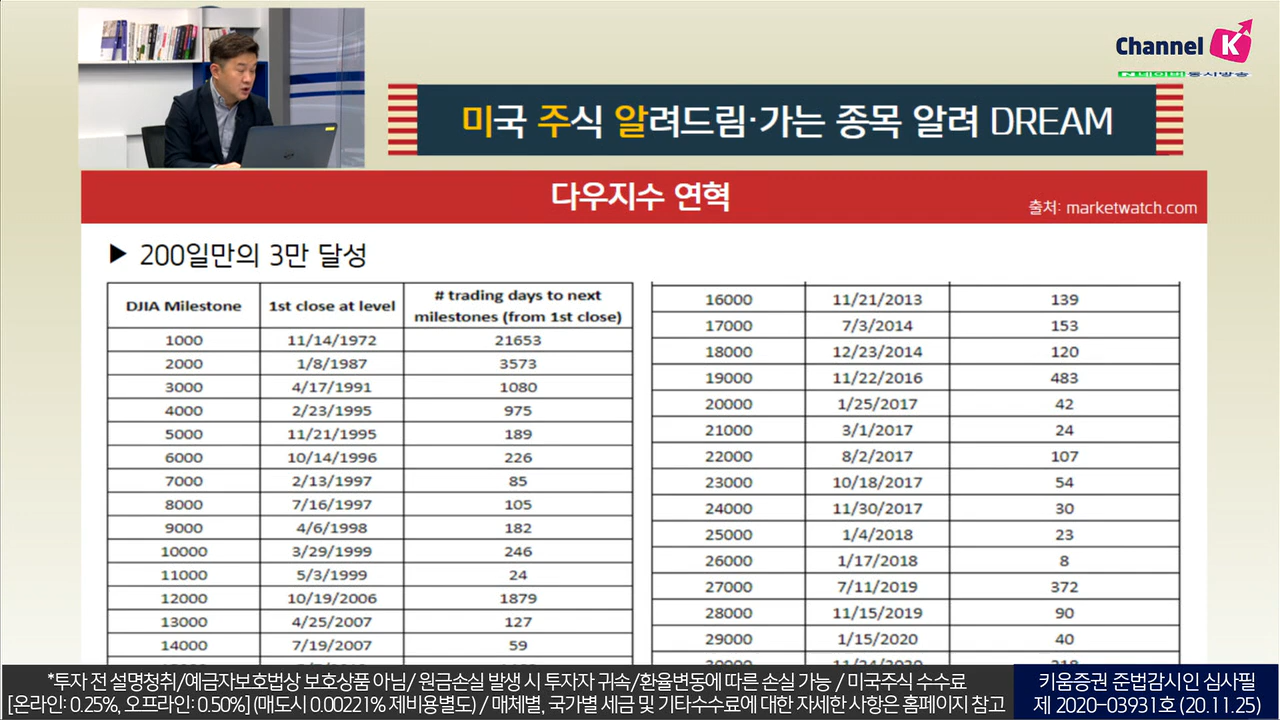 Channel K
네이버 동시방송
미국 주식 알려드림·가는 종목 알려 DREAM
다우지수 연혁
출처: marketwatch.com
▶ 200일만의 3만 달성
DJIA Milestone 1st close at level # trading days to next milestones (from 1st close)
1000 11/14/1972 21653
2000 1/8/1987 3573
3000 4/17/1991 1080
4000 2/23/1995 975
5000 11/21/1995 189
6000 10/14/1996 226
7000 2/13/1997 85
8000 7/16/1997 105
9000 4/6/1998 182
10000 3/29/1999 246
11000 5/3/1999 24
12000 10/19/2006 1879
13000 4/25/2007 127
14000 7/19/2007 59
16000 11/21/2013 139
17000 7/3/2014 153
18000 12/23/2014 120
19000 11/22/2016 483
20000 1/25/2017 42
21000 3/1/2017 24
22000 8/2/2017 107
23000 10/18/2017 54
24000 11/30/2017 30
25000 1/4/2018 23
26000 1/17/2018 8
27000 7/11/2019 372
28000 11/15/2019 90
29000 1/15/2020 40
30000 11/24/2020 218
*투자 전 설명청취/예금자보호법상 보호상품 아님/ 원금손실 발생 시 투자자 귀속/환율변동에 따른 손실 가능 / 미국주식 수수료
[온라인: 0.25%, 오프라인: 0.50%] (매도시 0.00221% 제비용별도) / 매체별, 국가별 세금 및 기타수수료에 대한 자세한 사항은 홈페이지 참고
키움증권 준법감시인 심사필
제 2020-03931호 (20.11.25)